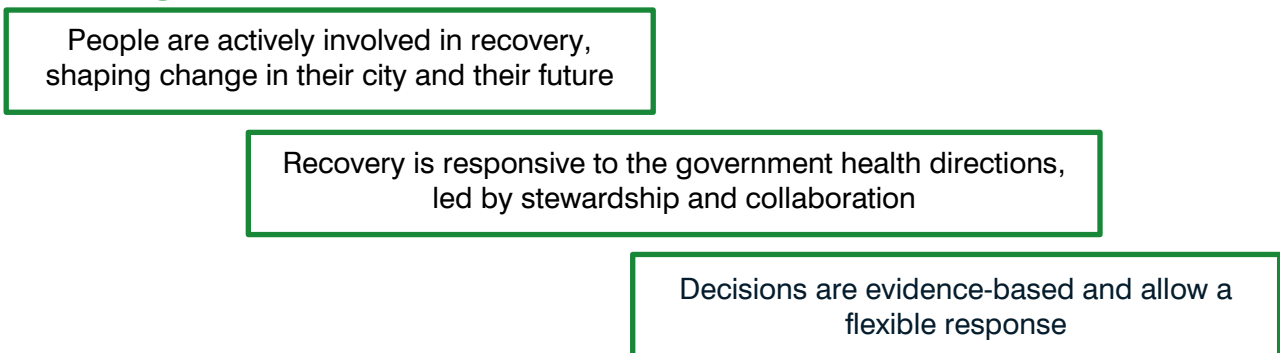 People are actively involved in recovery,
shaping change in their city and their future
Recovery is responsive to the government health directions,
led by stewardship and collaboration
Decisions are evidence-based and allow a
flexible response